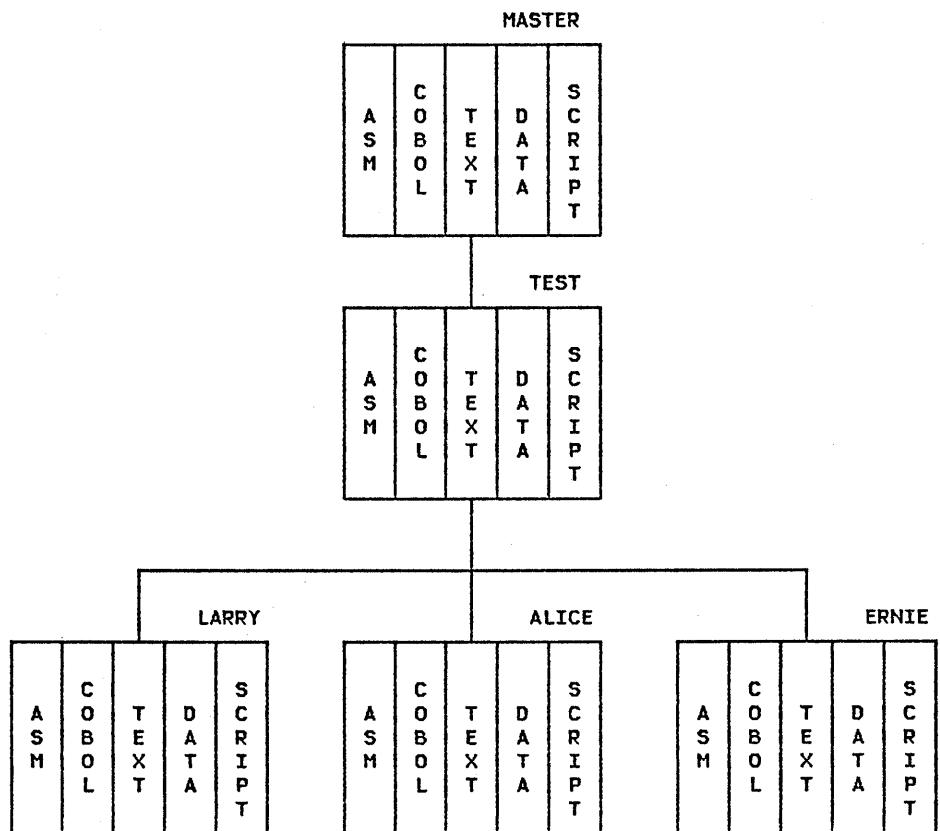 MASTER
ASM
COBOL
TEXT
DATA
SCRIPT
TEST
ASM
COBOL
TEXT
DATA
SCRIPT
LARRY
ASM
COBOL
TEXT
DATA
SCRIPT
ALICE
ASM
COBOL
TEXT
DATA
SCRIPT
ERNIE
ASM
COBOL
TEXT
DATA
SCRIPT